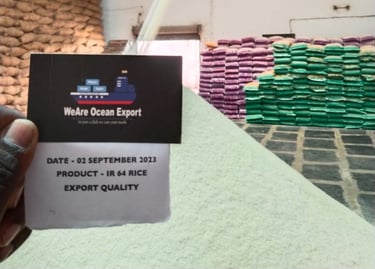 WeAre Ocean Export
DATE - 02 SEPTEMBER 2023
PRODUCT - IR 64 RICE
EXPORT QUALITY